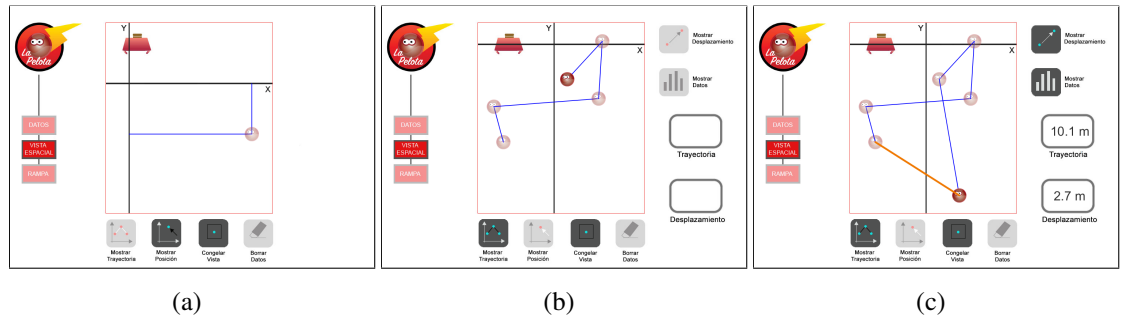 La
Pelota
DATOS
VISTA
ESPACIAL
RAMPA
Y
X
Mostrar
Trayectoria
Mostrar
Posición
Congelar
Vista
Borrar
Datos
(a)
La
Pelota
DATOS
VISTA
ESPACIAL
RAMPA
Y
X
Mostrar
Desplazamiento
Mostrar
Datos
Trayectoria
Desplazamiento
Mostrar
Trayectoria
Mostrar
Posición
Congelar
Vista
Borrar
Datos
(b)
La
Pelota
DATOS
VISTA
ESPACIAL
RAMPA
Y
X
Mostrar
Desplazamiento
Mostrar
Datos
10.1 m
Trayectoria
2.7 m
Desplazamiento
Mostrar
Trayectoria
Mostrar
Posición
Congelar
Vista
Borrar
Datos
(c)